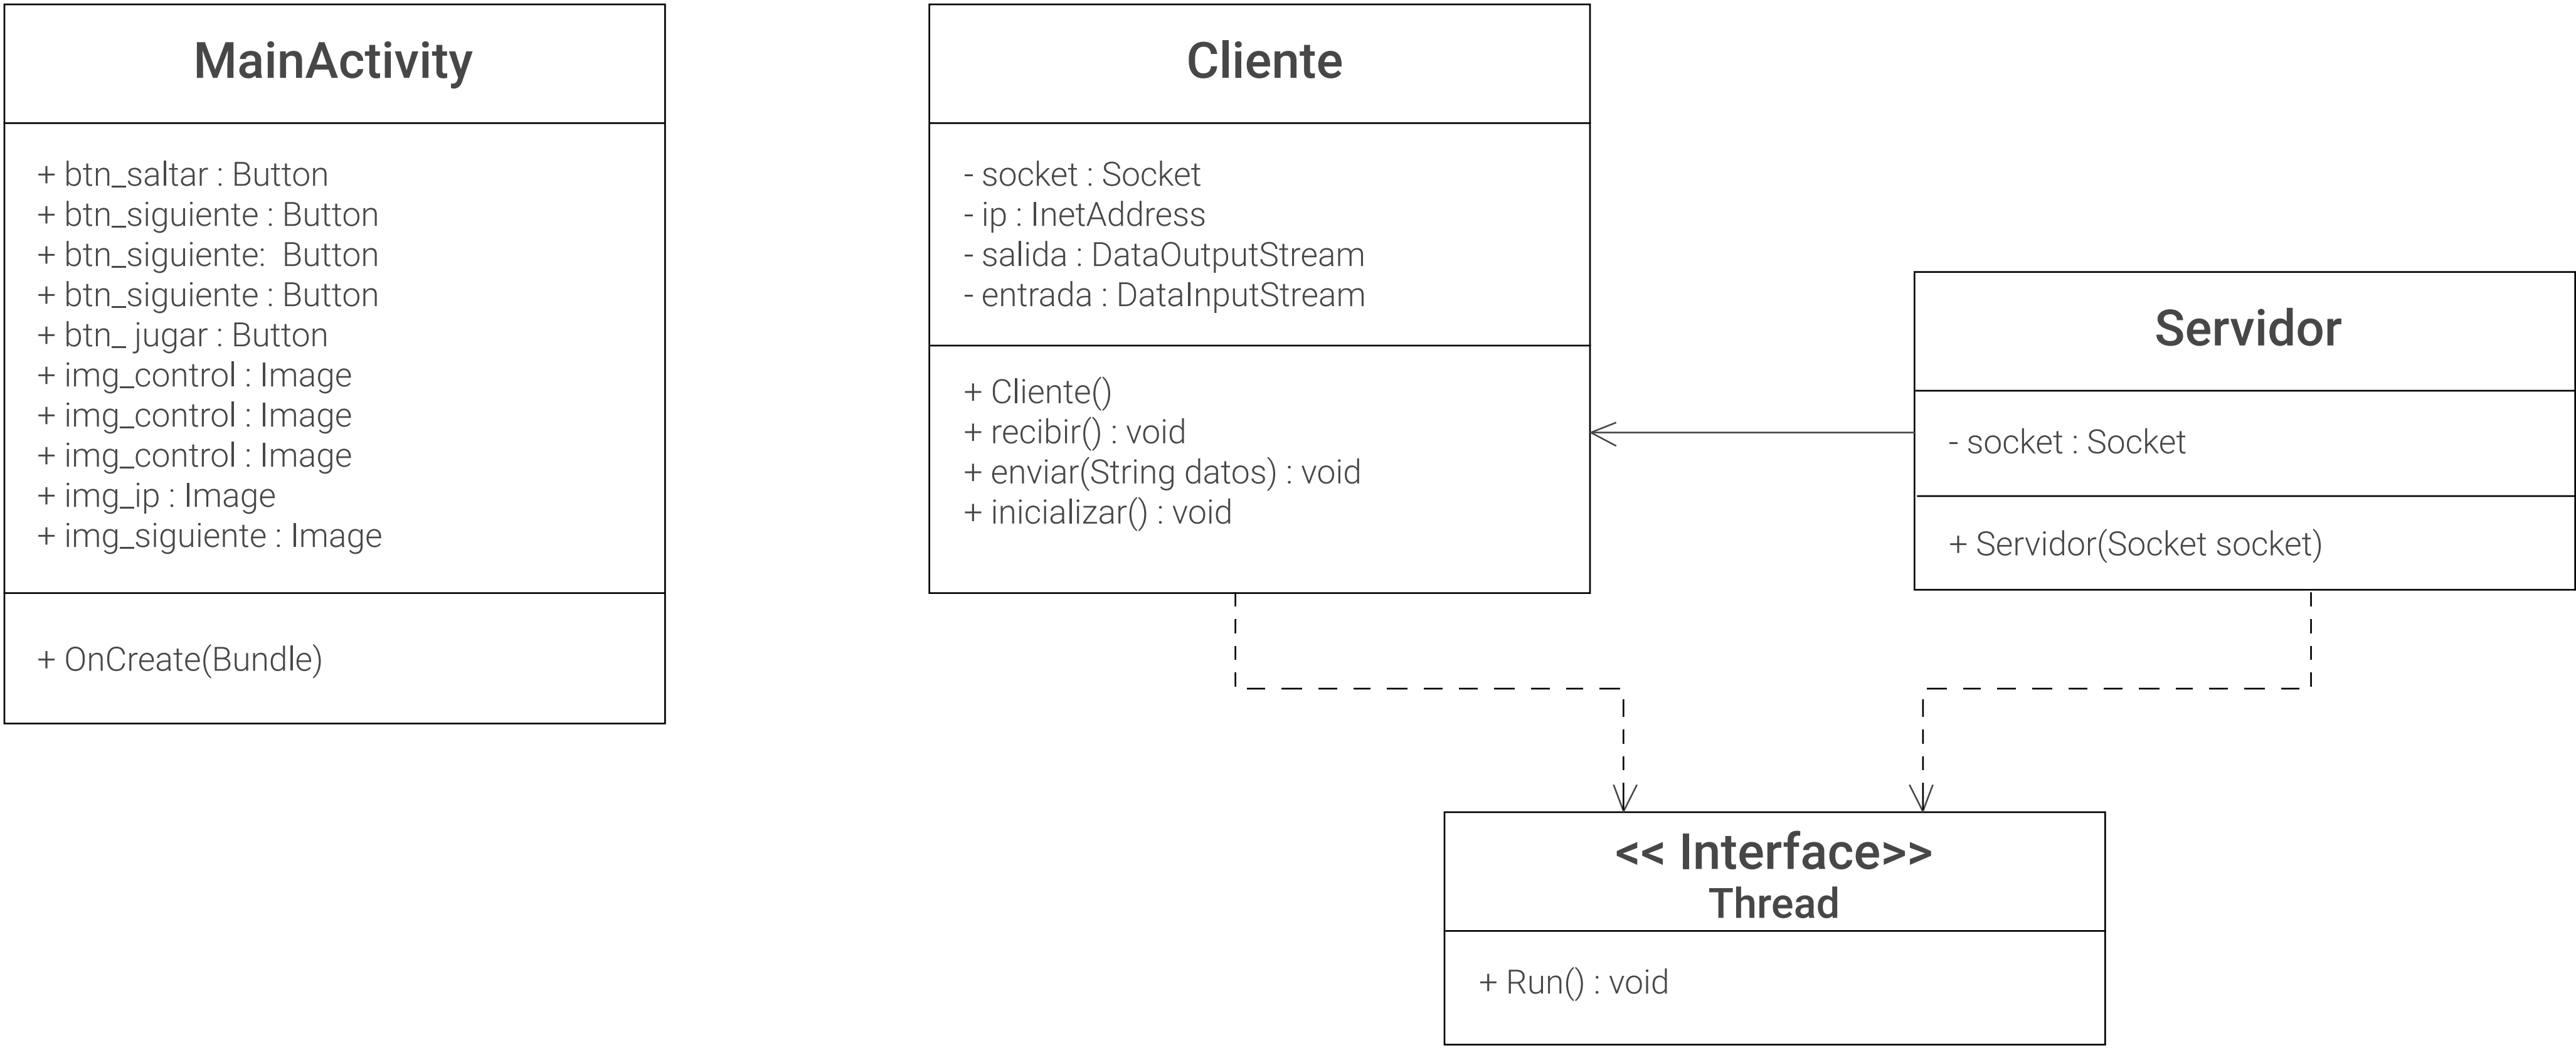 MainActivity
+ btn_saltar : Button
+ btn_siguiente : Button
+ btn_siguiente:  Button
+ btn_siguiente : Button
+ btn_ jugar : Button
+ img_control : Image
+ img_control : Image
+ img_control : Image
+ img_ip : Image
+ img_siguiente : Image
+ OnCreate(Bundle)
Cliente
- socket : Socket
- ip : InetAddress
- salida : DataOutputStream
- entrada : DataInputStream
+ Cliente()
+ recibir() : void
+ enviar(String datos) : void
+ inicializar() : void
Servidor
- socket : Socket
+ Servidor(Socket socket)
<< Interface>>
Thread
+ Run() : void